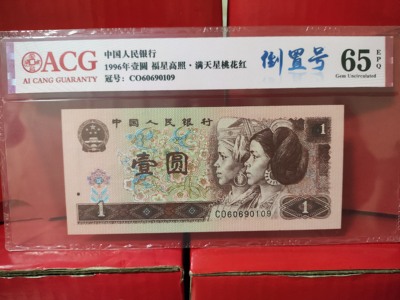 ACG
AI CANG GUARANTY
中国人民银行
1996年壹圆 福星高照·满天星桃花红
冠号：CO60690109
倒置号
65 EPQ
Gem Uncirculated
中国人民银行
1
壹圆
1
CO60690109
1